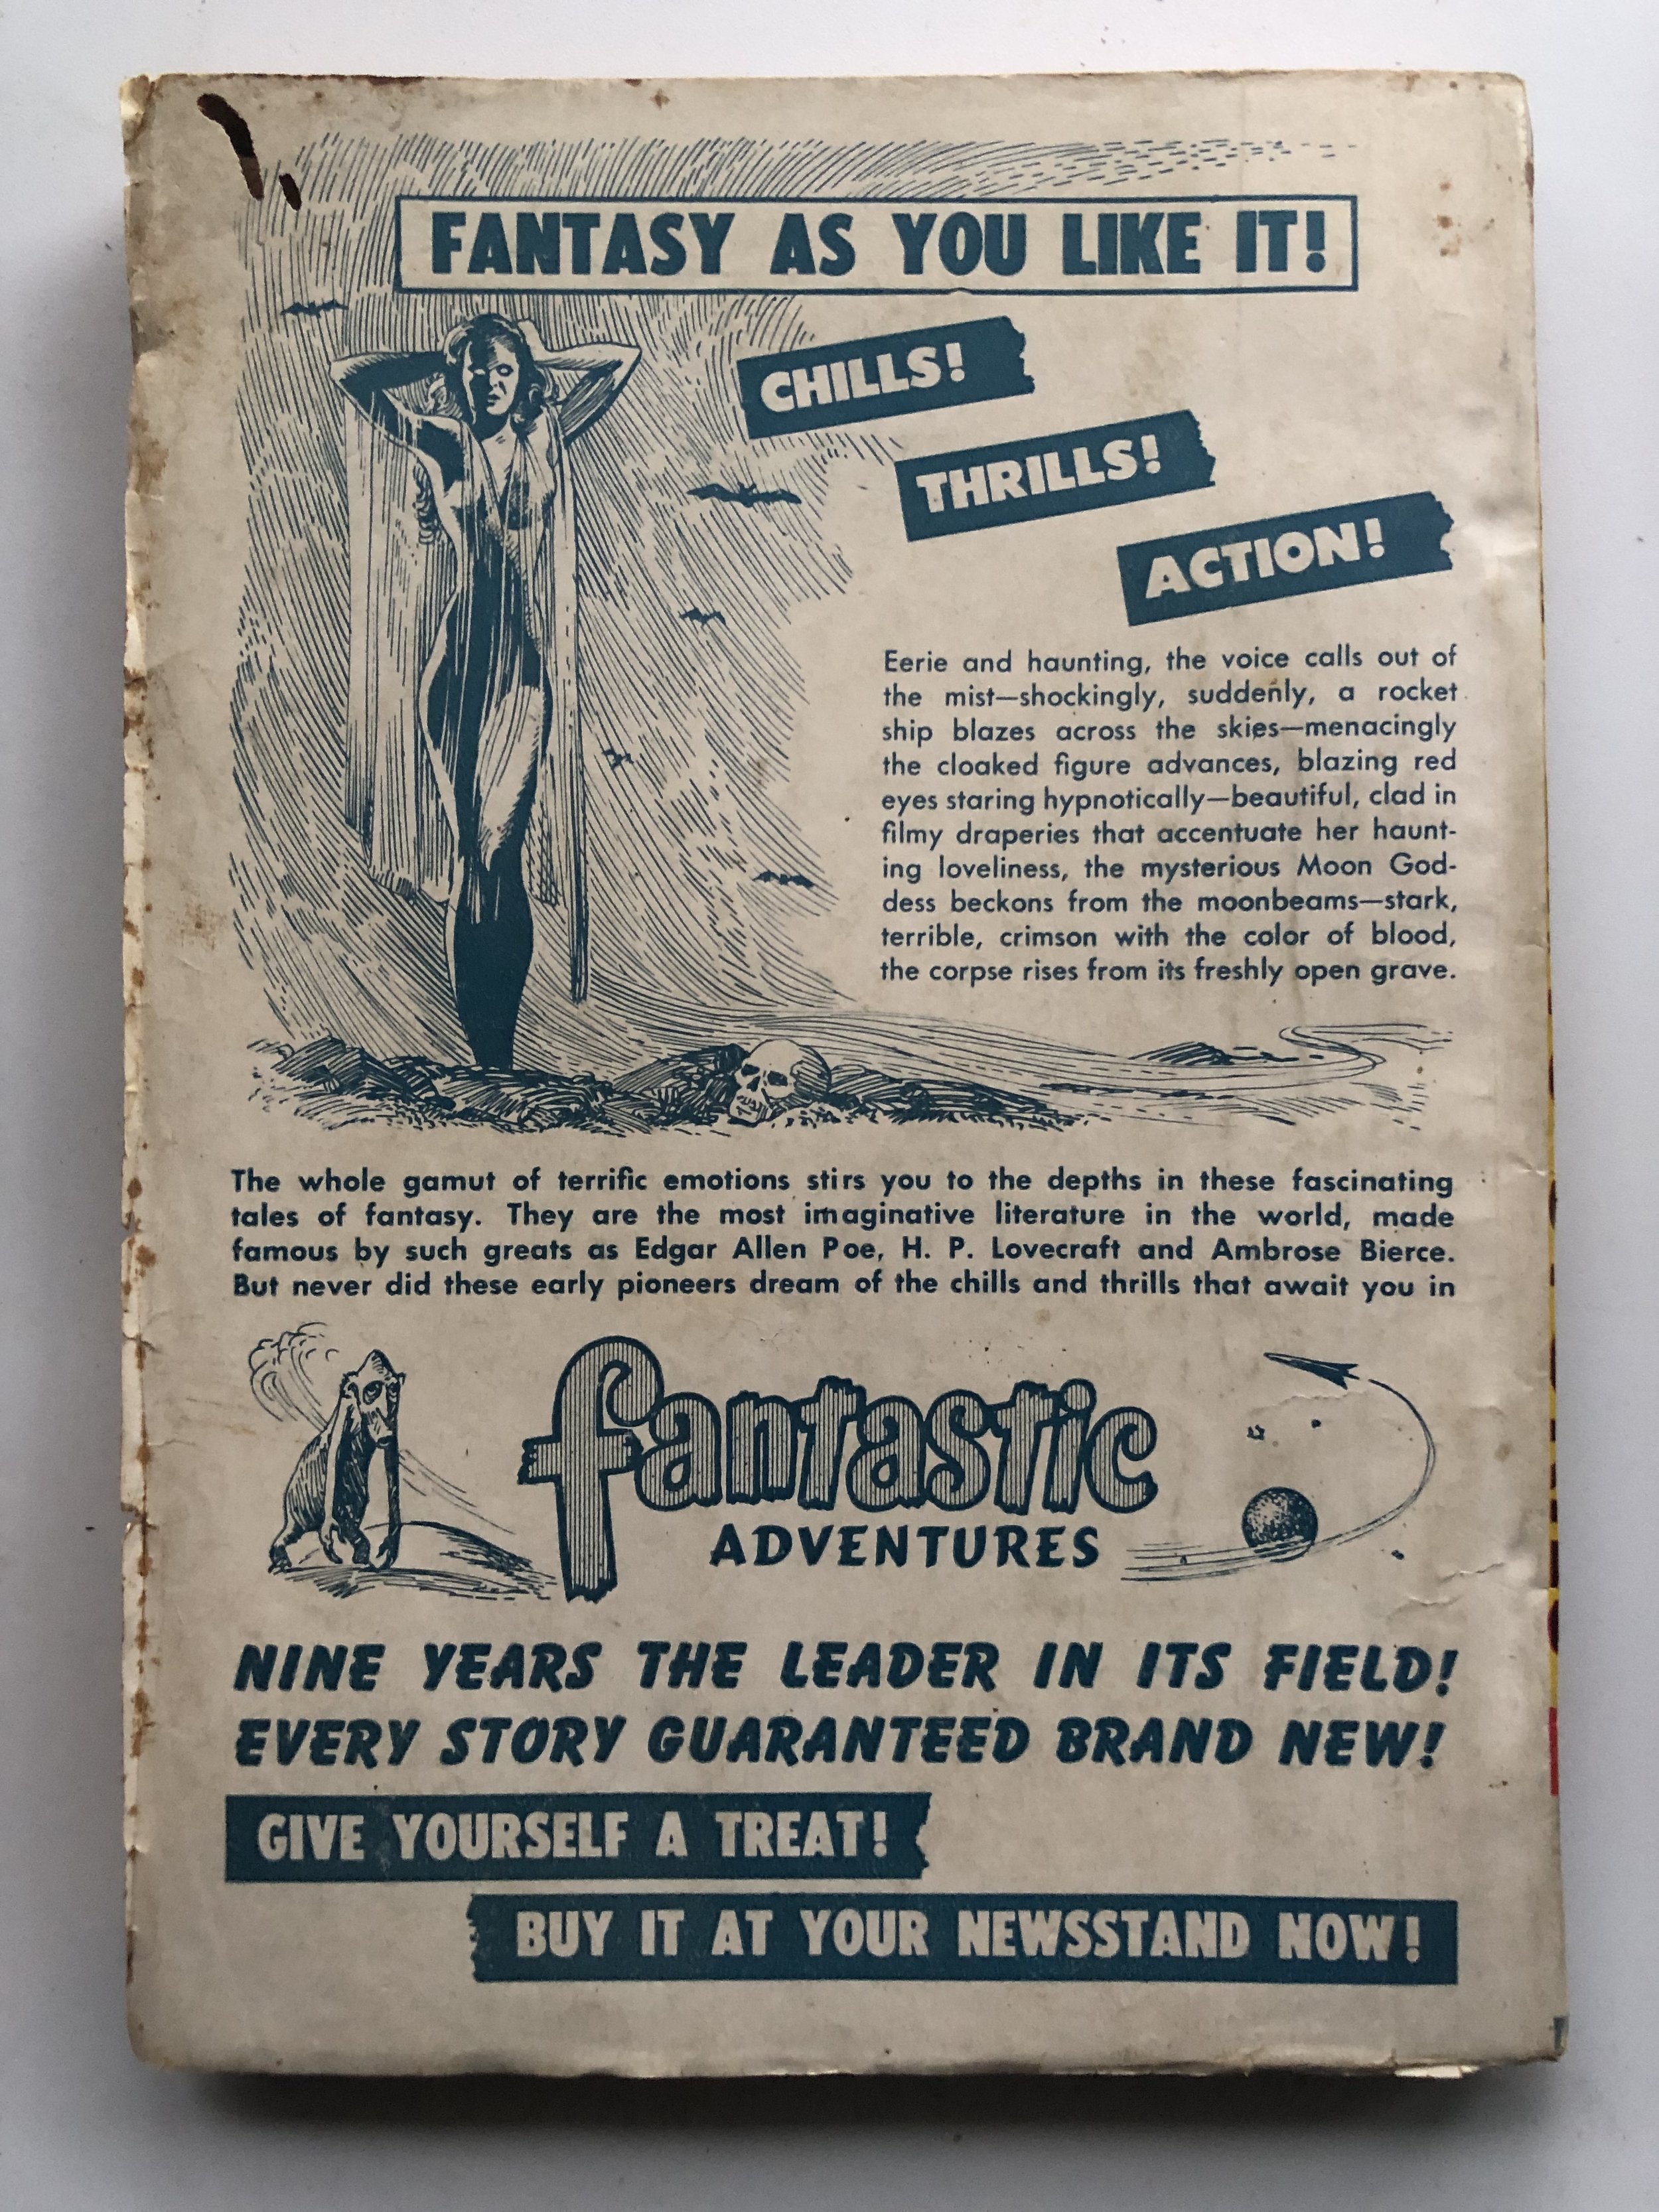 FANTASY AS YOU LIKE IT!
CHILLS!
THRILLS!
ACTION!
Eerie and haunting, the voice calls out of
the mist—shockingly, suddenly, a rocket
ship blazes across the skies—menacingly
the cloaked figure advances, blazing red
eyes staring hypnotically—beautiful, clad in
filmy draperies that accentuate her haunt-
ing loveliness, the mysterious Moon God-
dess beckons from the moonbeams—stark,
terrible, crimson with the color of blood,
the corpse rises from its freshly open grave.
The whole gamut of terrific emotions stirs you to the depths in these fascinating
tales of fantasy. They are the most imaginative literature in the world, made
famous by such greats as Edgar Allen Poe, H. P. Lovecraft and Ambrose Bierce.
But never did these early pioneers dream of the chills and thrills that await you in
fantastic
ADVENTURES
NINE YEARS THE LEADER IN ITS FIELD!
EVERY STORY GUARANTEED BRAND NEW!
GIVE YOURSELF A TREAT!
BUY IT AT YOUR NEWSSTAND NOW!